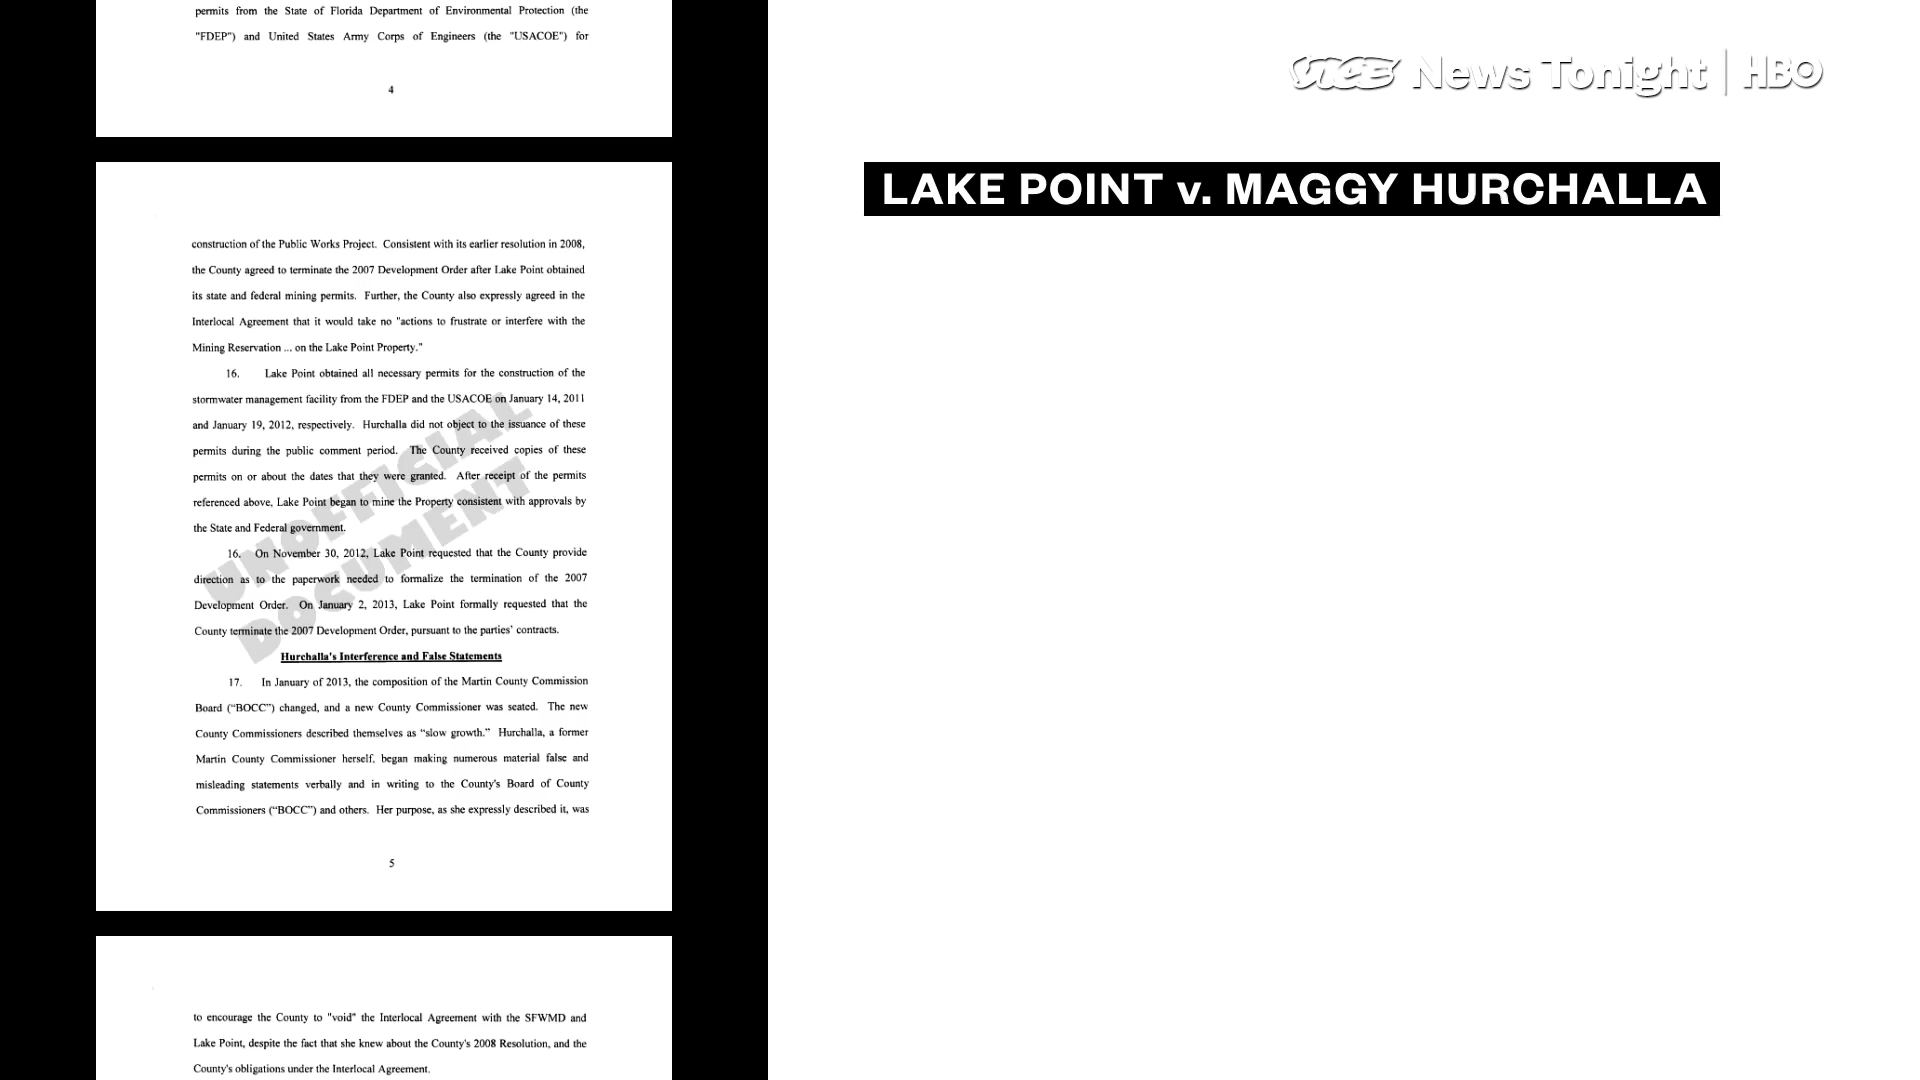 permits from the State of Florida Department of Environmental Protection (the
"FDEP") and United States Army Corps of Engineers (the "USACOE") for
4
construction of the Public Works Project. Consistent with its earlier resolution in 2008,
the County agreed to terminate the 2007 Development Order after Lake Point obtained
its state and federal mining permits. Further, the County also expressly agreed in the
Interlocal Agreement that it would take no "actions to frustrate or interfere with the
Mining Reservation ... on the Lake Point Property."
16. Lake Point obtained all necessary permits for the construction of the
stormwater management facility from the FDEP and the USACOE on January 14, 2011
and January 19, 2012, respectively. Hurchalla did not object to the issuance of these
permits during the public comment period. The County received copies of these
permits on or about the dates that they were granted. After receipt of the permits
referenced above, Lake Point began to mine the Property consistent with approvals by
the State and Federal government.
16. On November 30, 2012, Lake Point requested that the County provide
direction as to the paperwork needed to formalize the termination of the 2007
Development Order. On January 2, 2013, Lake Point formally requested that the
County terminate the 2007 Development Order, pursuant to the parties' contracts.
Hurchalla's Interference and False Statements
17. In January of 2013, the composition of the Martin County Commission
Board ("BOCC") changed, and a new County Commissioner was seated. The new
County Commissioners described themselves as "slow growth." Hurchalla, a former
Martin County Commissioner herself, began making numerous material false and
misleading statements verbally and in writing to the County's Board of County
Commissioners ("BOCC") and others. Her purpose, as she expressly described it, was
5
UNOFFICIAL
DOCUMENT
to encourage the County to "void" the Interlocal Agreement with the SFWMD and
Lake Point, despite the fact that she knew about the County's 2008 Resolution, and the
County's obligations under the Interlocal Agreement.
VICE News Tonight | HBO
LAKE POINT v. MAGGY HURCHALLA